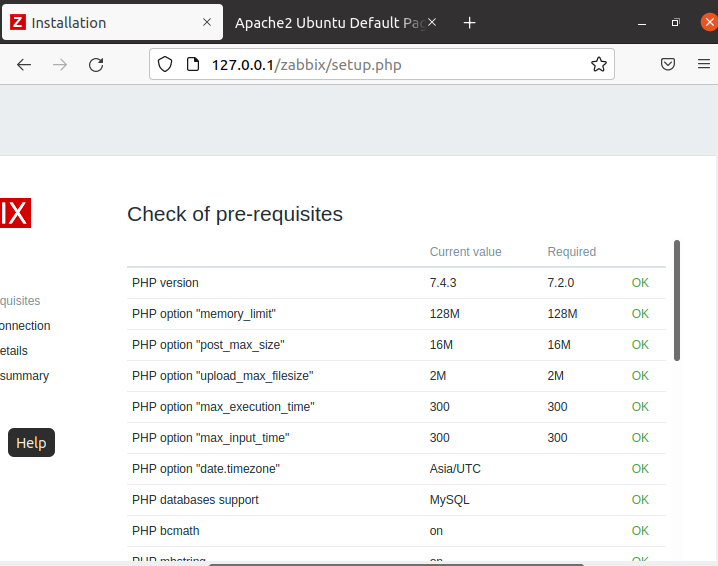 Z Installation
Apache2 Ubuntu Default Pag
127.0.0.1/zabbix/setup.php
IX
Check of pre-requisites
Current value Required
PHP version 7.4.3 7.2.0 OK
quisites
PHP option "memory_limit" 128M 128M OK
onnection
PHP option "post_max_size" 16M 16M OK
etails
PHP option "upload_max_filesize" 2M 2M OK
summary
PHP option "max_execution_time" 300 300 OK
PHP option "max_input_time" 300 300 OK
Help
PHP option "date.timezone" Asia/UTC OK
PHP databases support MySQL OK
PHP bcmath on OK
PHP mbstring on OK